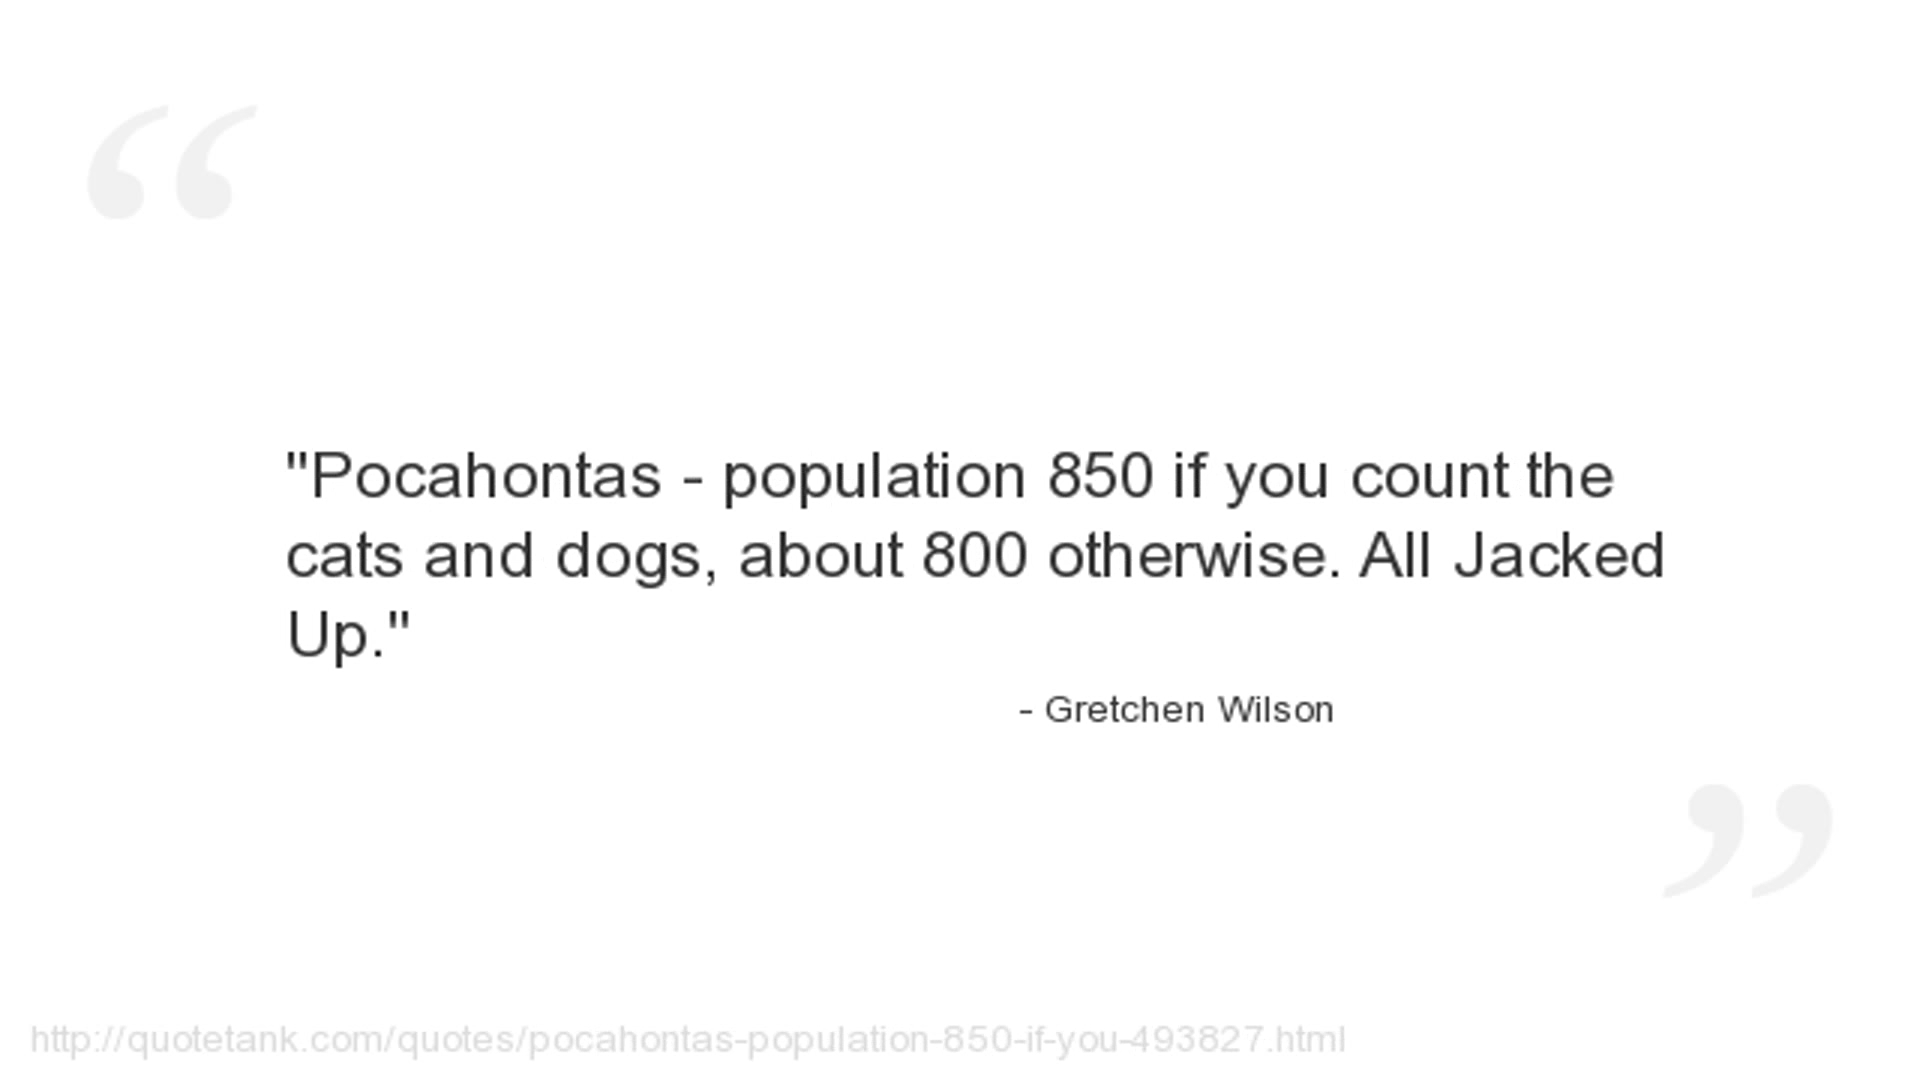 "Pocahontas - population 850 if you count the
cats and dogs, about 800 otherwise. All Jacked
Up."
- Gretchen Wilson
http://quotetank.com/quotes/pocahontas-population-850-if-you-493827.html